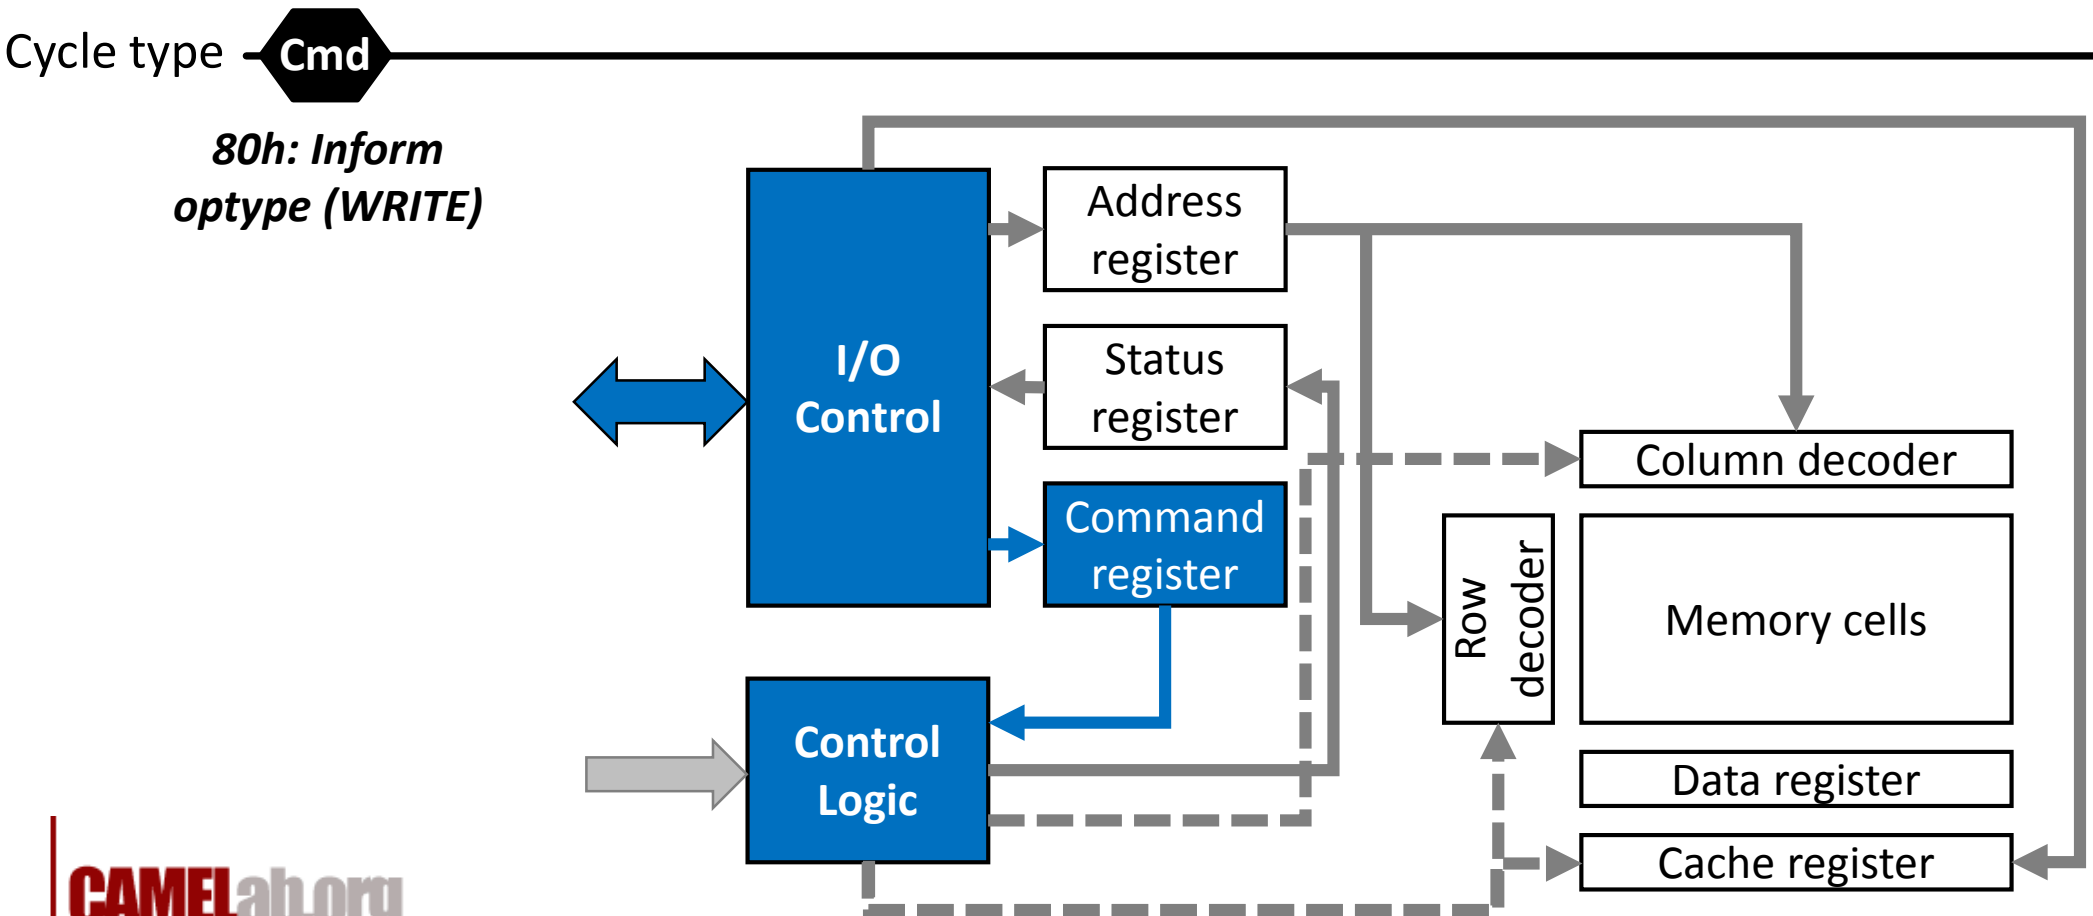 Cycle type
Cmd
80h: Inform
optype (WRITE)
Address
register
I/O
Control
Status
register
Column decoder
Command
register
Row
decoder
Memory cells
Control
Logic
Data register
Cache register
CAMELab.org